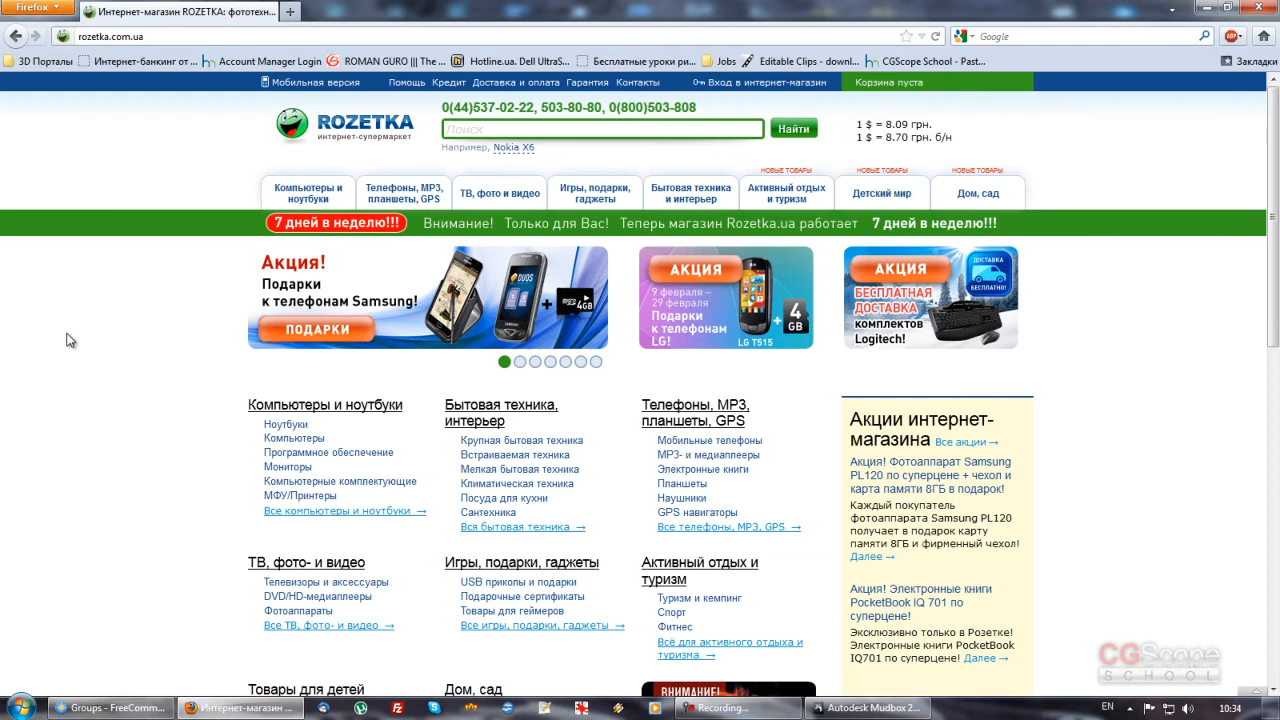 Firefox
Интернет-магазин ROZETKA: фототехн...
rozetka.com.ua
Google
ABP
3D Порталы
Интернет-банкинг от ...
Account Manager Login
ROMAN GURO ||| The ...
Hotline.ua. Dell UltraS...
Бесплатные уроки ри...
Jobs
Editable Clips - downl...
CGScope School - Past...
Закладки
Мобильная версия
Помощь Кредит Доставка и оплата Гарантия Контакты
Вход в интернет-магазин
Корзина пуста
ROZETKA
интернет-супермаркет
0(44)537-02-22, 503-80-80, 0(800)503-808
Поиск
Найти
Например, Nokia X6
1 $ = 8.09 грн.
1 $ = 8.70 грн. б/н
НОВЫЕ ТОВАРЫ
НОВЫЕ ТОВАРЫ
НОВЫЕ ТОВАРЫ
Компьютеры и
ноутбуки
Телефоны, MP3,
планшеты, GPS
ТВ, фото и видео
Игры, подарки,
гаджеты
Бытовая техника
и интерьер
Активный отдых
и туризм
Детский мир
Дом, сад
7 дней в неделю!!! Внимание! Только для Вас! Теперь магазин Rozetka.ua работает 7 дней в неделю!!!
Акция!
Подарки
к телефонам Samsung!
ПОДАРКИ
DUOS
4GB
АКЦИЯ
9 февраля –
29 февраля
Подарки
к телефонам
LG!
4
GB
LG T515
АКЦИЯ
ДОСТАВКА
БЕСПЛАТНО!
БЕСПЛАТНАЯ
ДОСТАВКА
комплектов
Logitech!
Компьютеры и ноутбуки
Ноутбуки
Компьютеры
Программное обеспечение
Мониторы
Компьютерные комплектующие
МФУ/Принтеры
Все компьютеры и ноутбуки →
Бытовая техника,
интерьер
Крупная бытовая техника
Встраиваемая техника
Мелкая бытовая техника
Климатическая техника
Посуда для кухни
Сантехника
Вся бытовая техника →
Телефоны, MP3,
планшеты, GPS
Мобильные телефоны
MP3- и медиаплееры
Электронные книги
Планшеты
Наушники
GPS навигаторы
Все телефоны, MP3, GPS →
Акции интернет-
магазина Все акции →
Акция! Фотоаппарат Samsung
PL120 по суперцене + чехол и
карта памяти 8ГБ в подарок!
Каждый покупатель
фотоаппарата Samsung PL120
получает в подарок карту
памяти 8ГБ и фирменный чехол!
Далее →
Акция! Электронные книги
PocketBook IQ 701 по
суперцене!
Эксклюзивно только в Розетке!
Электронные книги PocketBook
IQ701 по суперцене! Далее →
ТВ, фото- и видео
Телевизоры и аксессуары
DVD/HD-медиаплееры
Фотоаппараты
Все ТВ, фото- и видео →
Игры, подарки, гаджеты
USB приколы и подарки
Подарочные сертификаты
Товары для геймеров
Все игры, подарки, гаджеты →
Активный отдых и
туризм
Туризм и кемпинг
Спорт
Фитнес
Всё для активного отдыха и
туризма →
Товары для детей
Дом, сад
ВНИМАНИЕ!
CGScope
SCHOOL
Groups - FreeComm...
Интернет-магазин ...
Recording...
Autodesk Mudbox 2...
EN
10:34